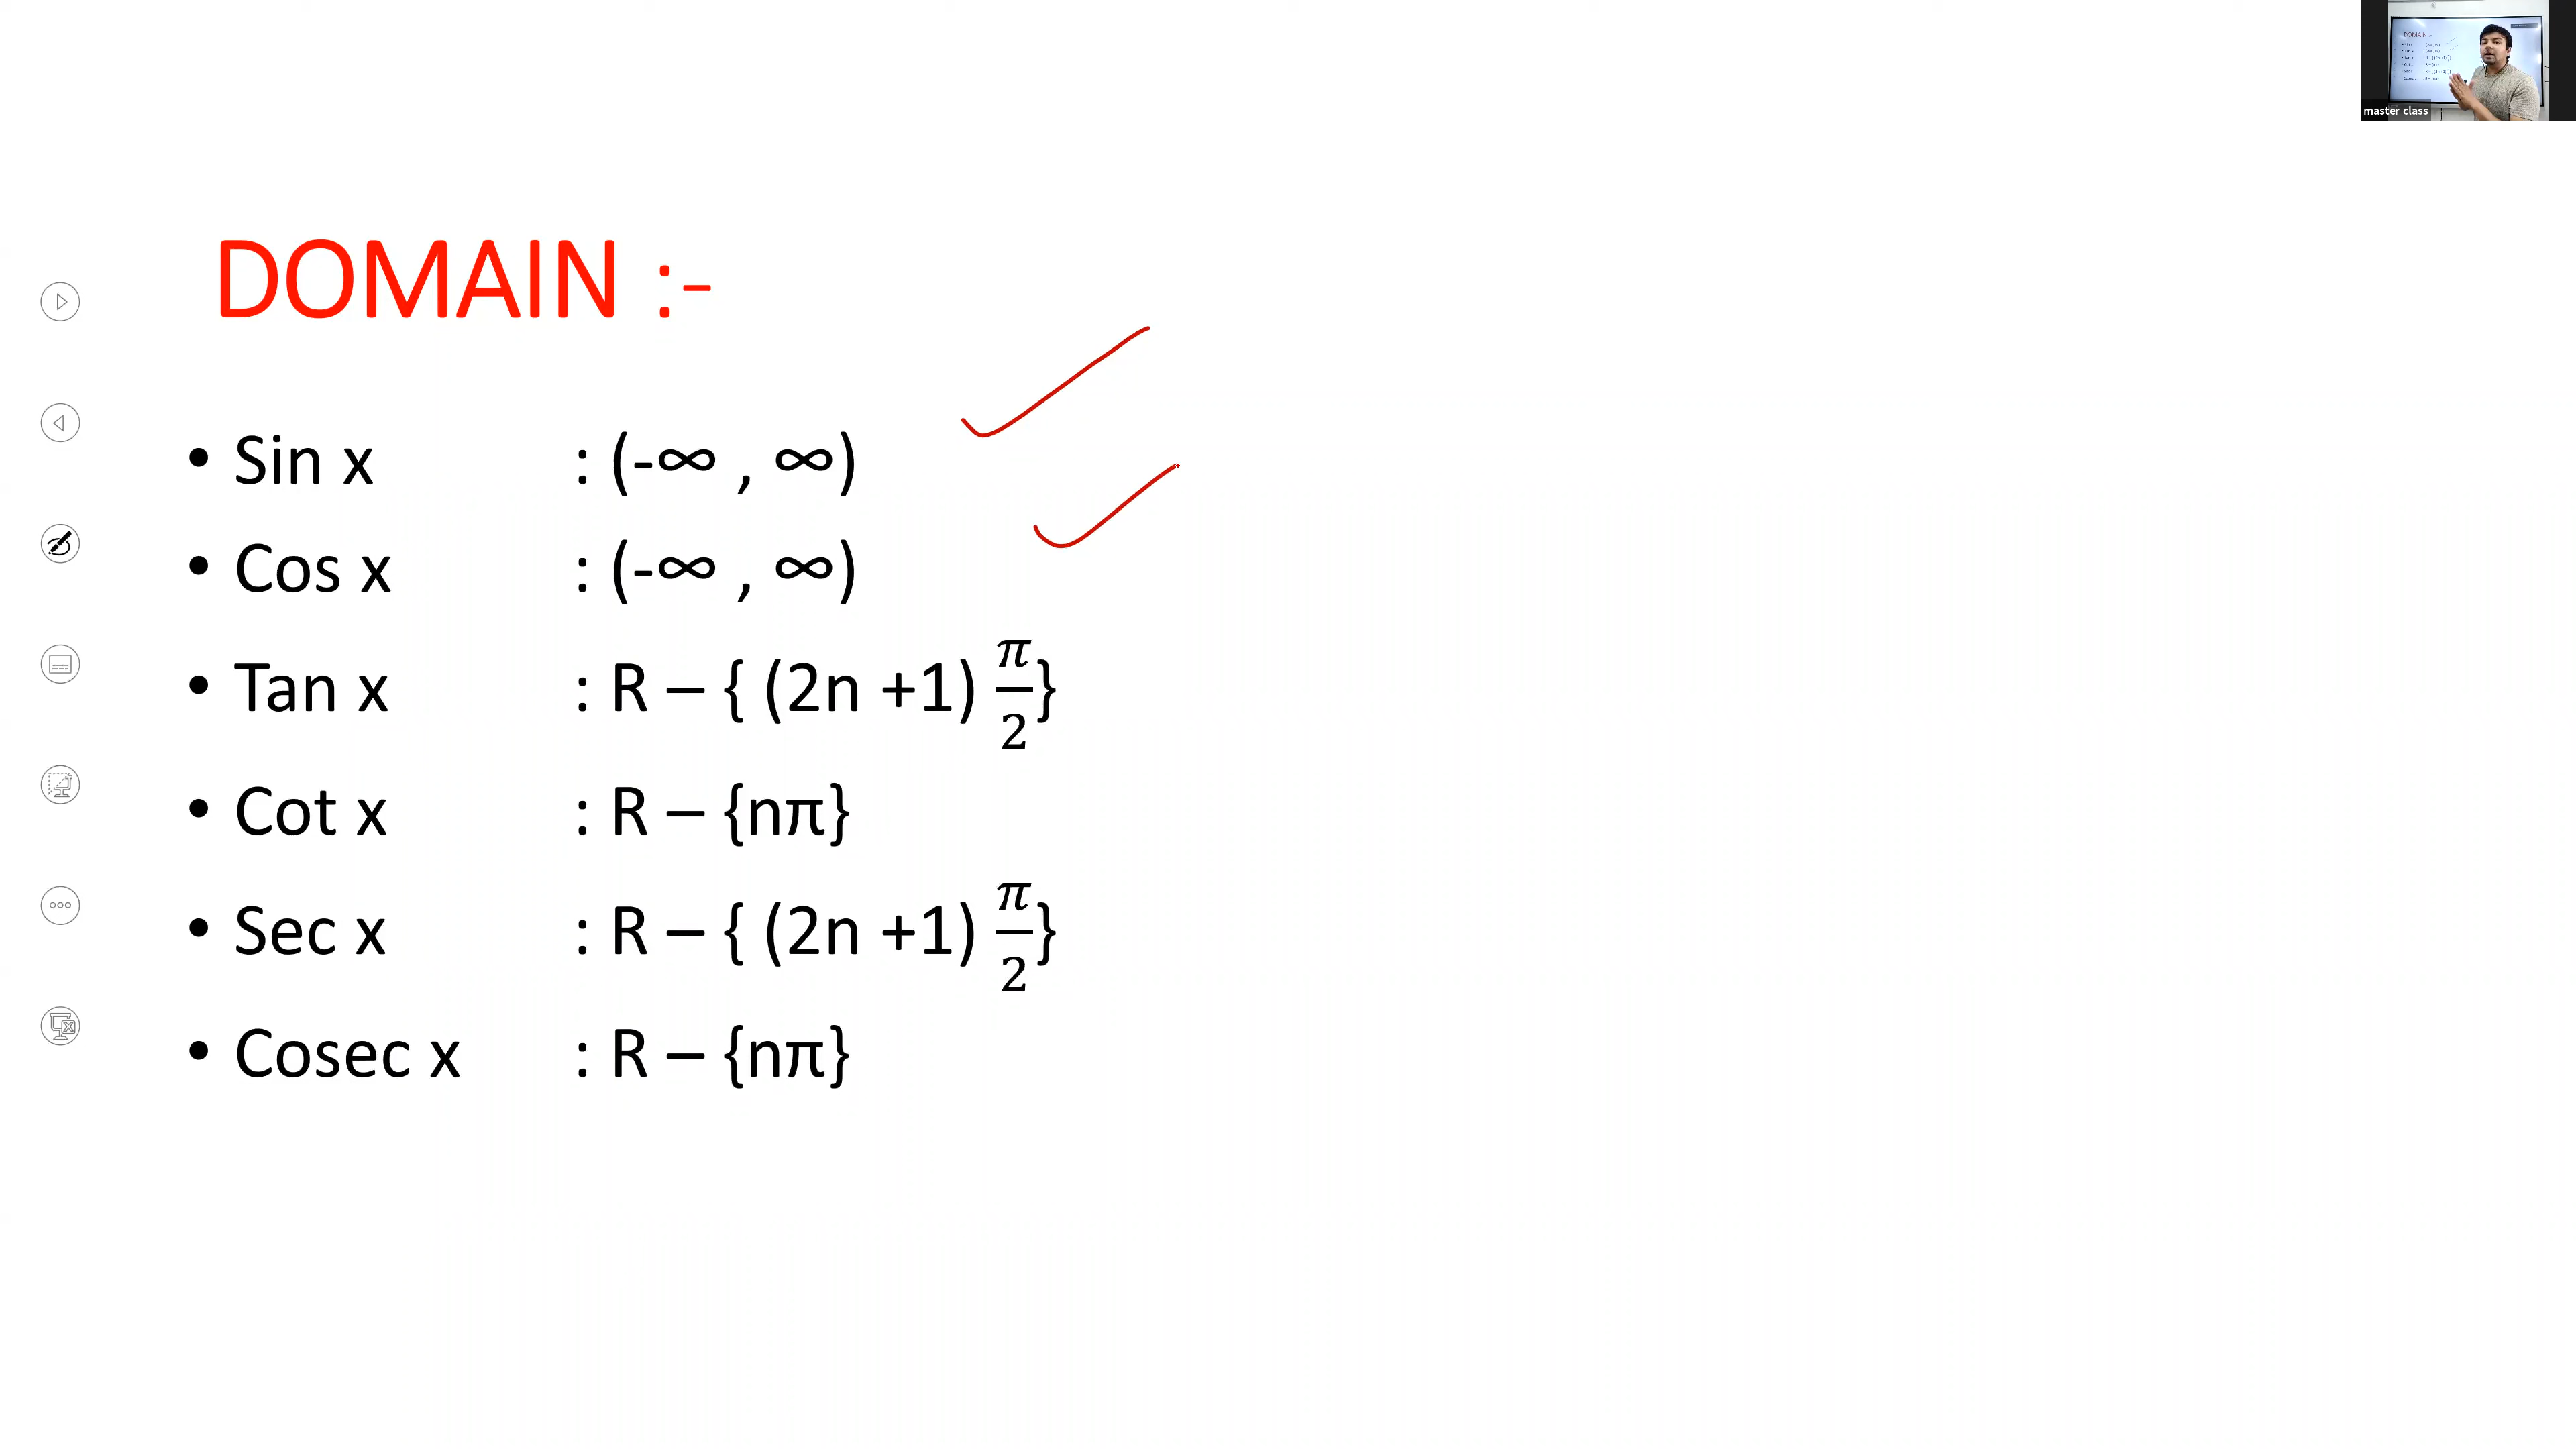 master class
DOMAIN :-
• Sin x : (-∞ , ∞)
• Cos x : (-∞ , ∞)
• Tan x : R – { (2n +1) π/2}
• Cot x : R – {nπ}
• Sec x : R – { (2n +1) π/2}
• Cosec x : R – {nπ}